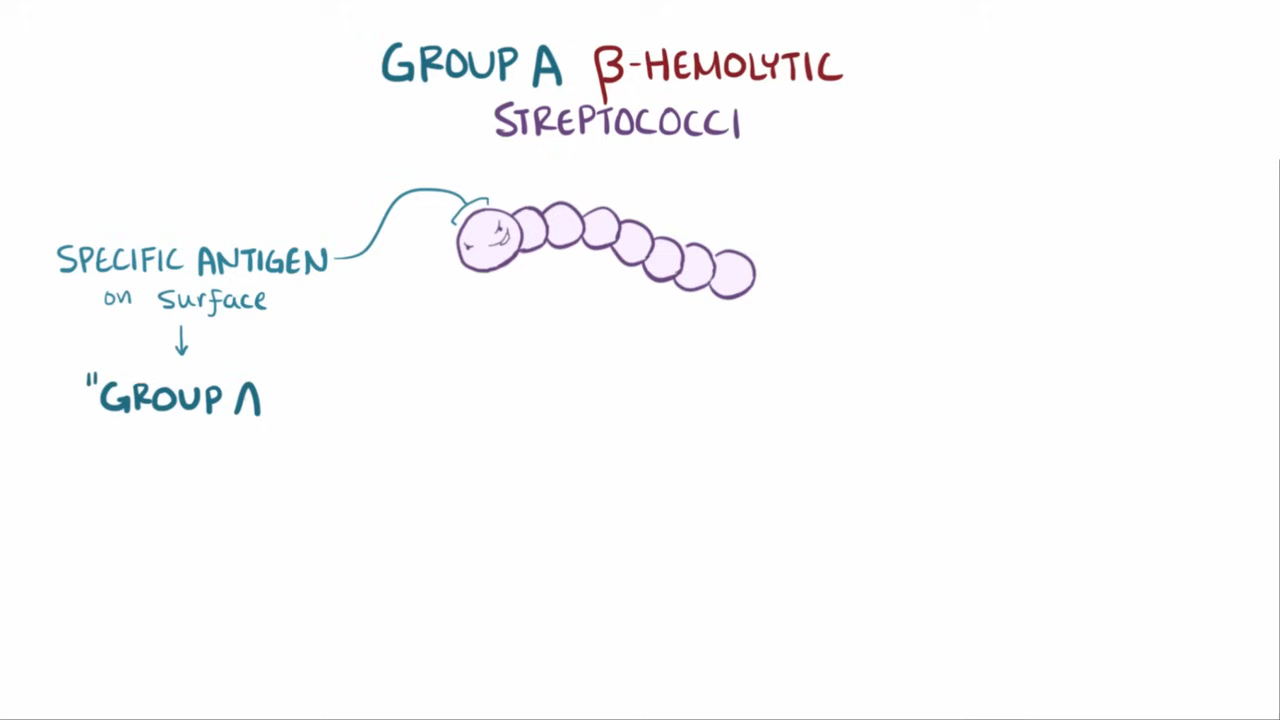 GROUP A β-HEMOLYTIC
STREPTOCOCCI
SPECIFIC ANTIGEN
on surface
"GROUP Λ